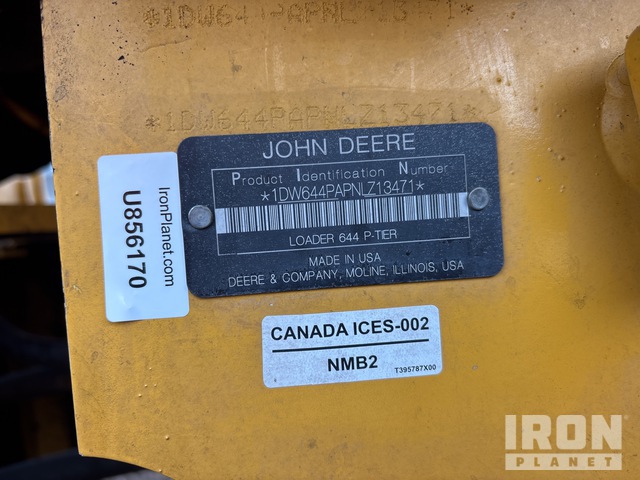 *1DW644PAPNLZ13471*
*1DW644PAPNLZ13471*
JOHN DEERE
Product Identification Number
*1DW644PAPNLZ13471*
LOADER 644 P-TIER
MADE IN USA
DEERE & COMPANY, MOLINE, ILLINOIS, USA
IronPlanet.com
U856170
CANADA ICES-002
NMB2
T395787X00
IRON
PLANET